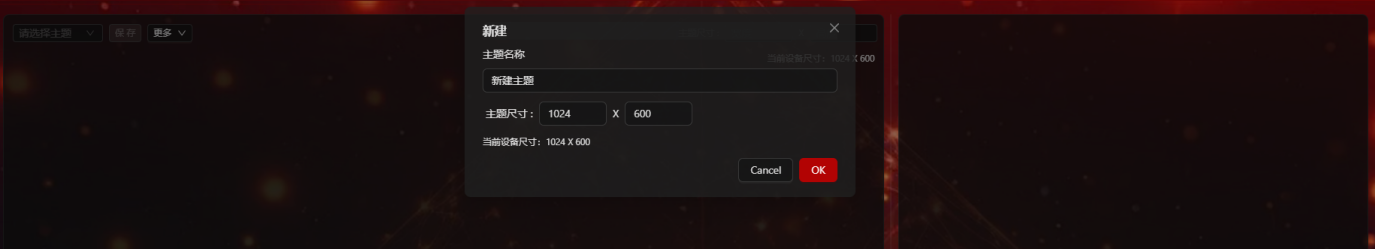 请选择主题
保存
更多
新建
主题名称
当前设备尺寸：1024 X 600
新建主题
主题尺寸：
1024
X
600
当前设备尺寸：1024 X 600
Cancel
OK